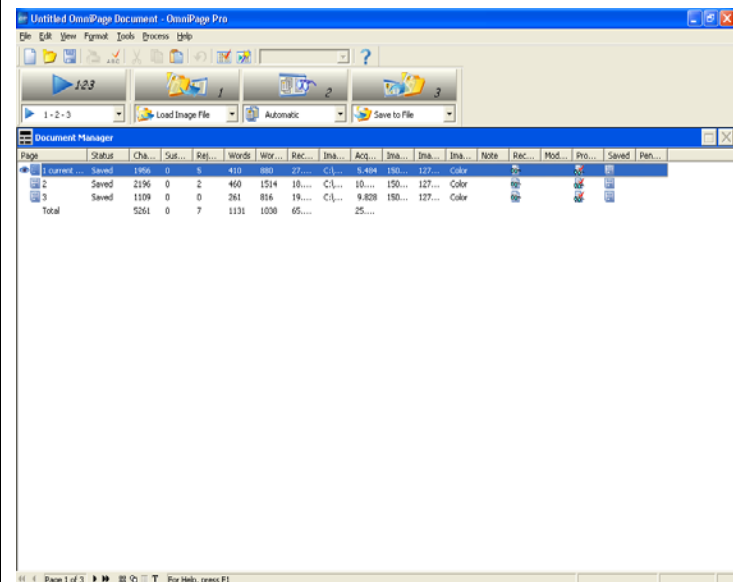 Untitled OmniPage Document - OmniPage Pro
File Edit View Format Tools Process Help
1-2-3 1 2 3
1 - 2 - 3 Load Image File Automatic Save to File
Document Manager
Page Status Cha... Sus... Rej... Words Wor... Rec... Ima... Acq... Ima... Ima... Ima... Note Rec... Mod... Pro... Saved Pen...
1 current ... Saved 1956 0 5 410 880 27.... C:\,... 5.484 150... 127... Color
2 Saved 2196 0 2 460 1514 18.... C:\,... 10.... 150... 127... Color
3 Saved 1109 0 0 261 816 19.... C:\,... 9.828 150... 127... Color
Total 5261 0 7 1131 1038 65.... 25....
Page 1 of 3 T For Help, press F1